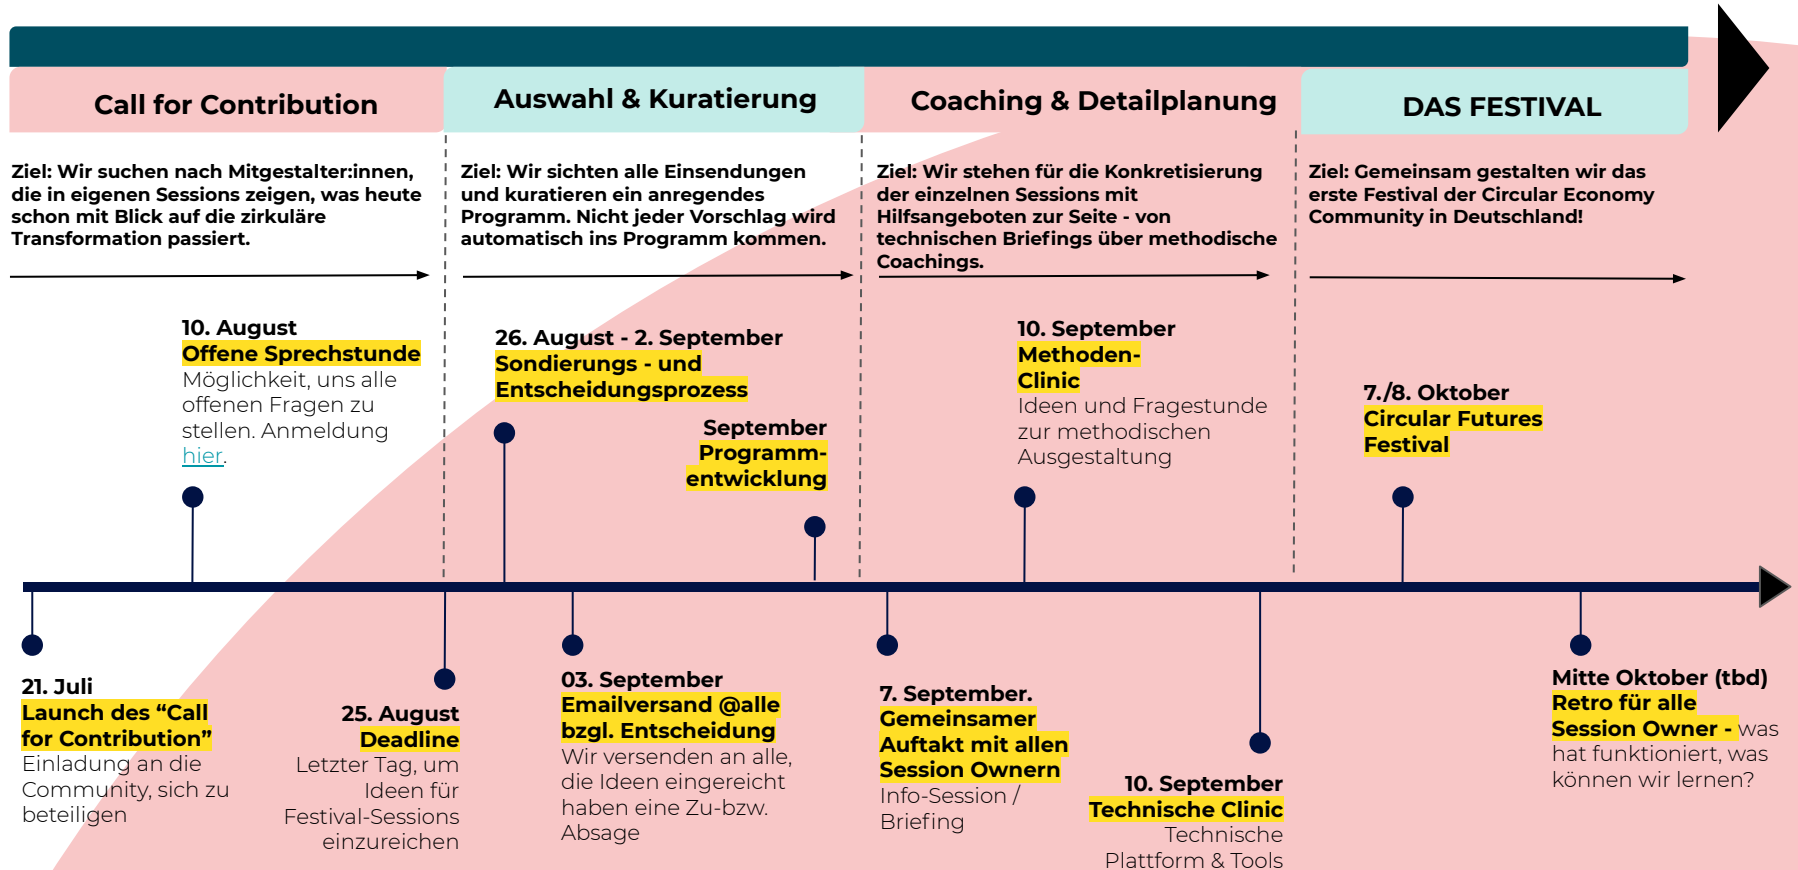 Call for Contribution
Auswahl & Kuratierung
Coaching & Detailplanung
DAS FESTIVAL
Ziel: Wir suchen nach Mitgestalter:innen,
die in eigenen Sessions zeigen, was heute
schon mit Blick auf die zirkuläre
Transformation passiert.
Ziel: Wir sichten alle Einsendungen
und kuratieren ein anregendes
Programm. Nicht jeder Vorschlag wird
automatisch ins Programm kommen.
Ziel: Wir stehen für die Konkretisierung
der einzelnen Sessions mit
Hilfsangeboten zur Seite - von
technischen Briefings über methodische
Coachings.
Ziel: Gemeinsam gestalten wir das
erste Festival der Circular Economy
Community in Deutschland!
10. August
Offene Sprechstunde
Möglichkeit, uns alle
offenen Fragen zu
stellen. Anmeldung
hier.
26. August - 2. September
Sondierungs - und
Entscheidungsprozess
September
Programm-
entwicklung
10. September
Methoden-
Clinic
Ideen und Fragestunde
zur methodischen
Ausgestaltung
7./8. Oktober
Circular Futures
Festival
21. Juli
Launch des “Call
for Contribution”
Einladung an die
Community, sich zu
beteiligen
25. August
Deadline
Letzter Tag, um
Ideen für
Festival-Sessions
einzureichen
03. September
Emailversand @alle
bzgl. Entscheidung
Wir versenden an alle,
die Ideen eingereicht
haben eine Zu-bzw.
Absage
7. September.
Gemeinsamer
Auftakt mit allen
Session Ownern
Info-Session /
Briefing
10. September
Technische Clinic
Technische
Plattform & Tools
Mitte Oktober (tbd)
Retro für alle
Session Owner - was
hat funktioniert, was
können wir lernen?